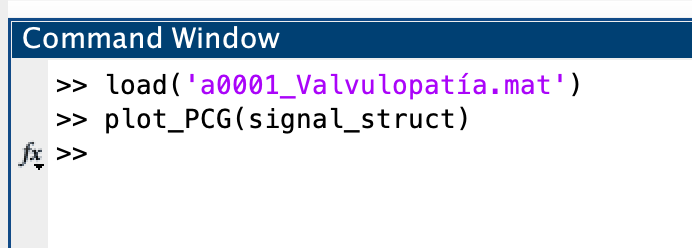 Command Window
>> load('a0001_Valvulopatía.mat')
>> plot_PCG(signal_struct)
fx >>